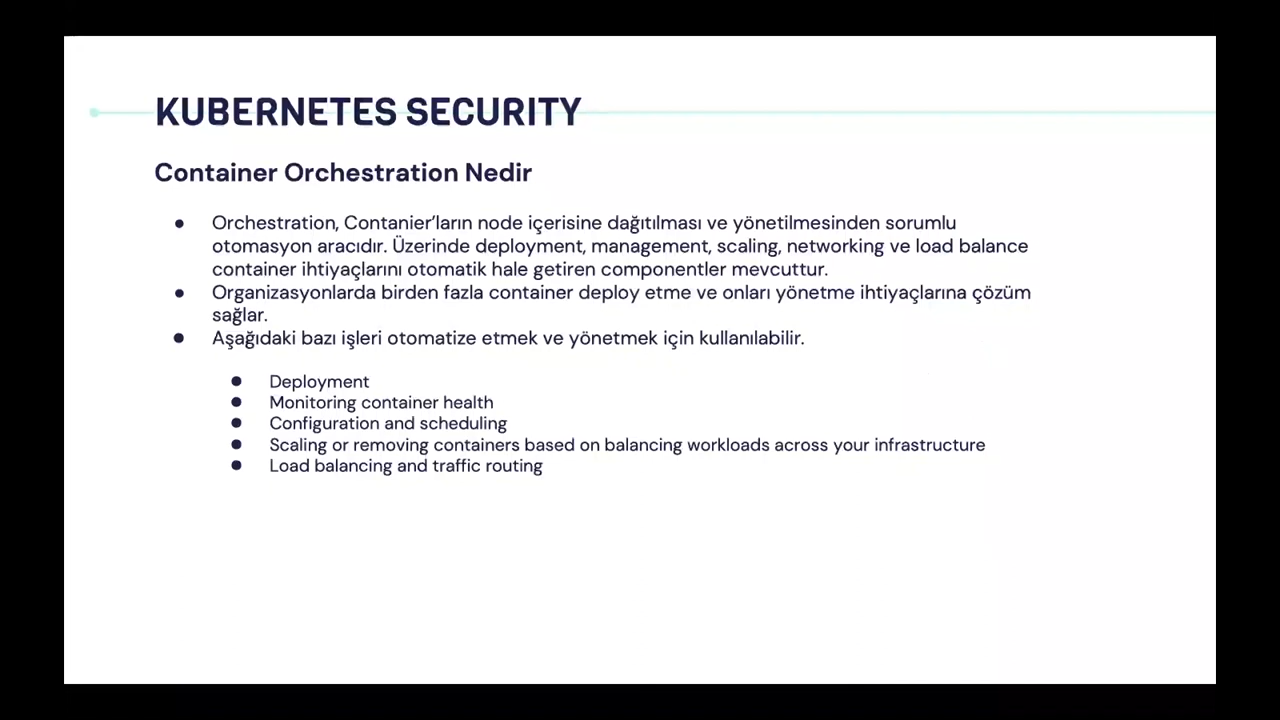 KUBERNETES SECURITY
Container Orchestration Nedir
● Orchestration, Contanier’ların node içerisine dağıtılması ve yönetilmesinden sorumlu
otomasyon aracıdır. Üzerinde deployment, management, scaling, networking ve load balance
container ihtiyaçlarını otomatik hale getiren componentler mevcuttur.
● Organizasyonlarda birden fazla container deploy etme ve onları yönetme ihtiyaçlarına çözüm
sağlar.
● Aşağıdaki bazı işleri otomatize etmek ve yönetmek için kullanılabilir.
● Deployment
● Monitoring container health
● Configuration and scheduling
● Scaling or removing containers based on balancing workloads across your infrastructure
● Load balancing and traffic routing